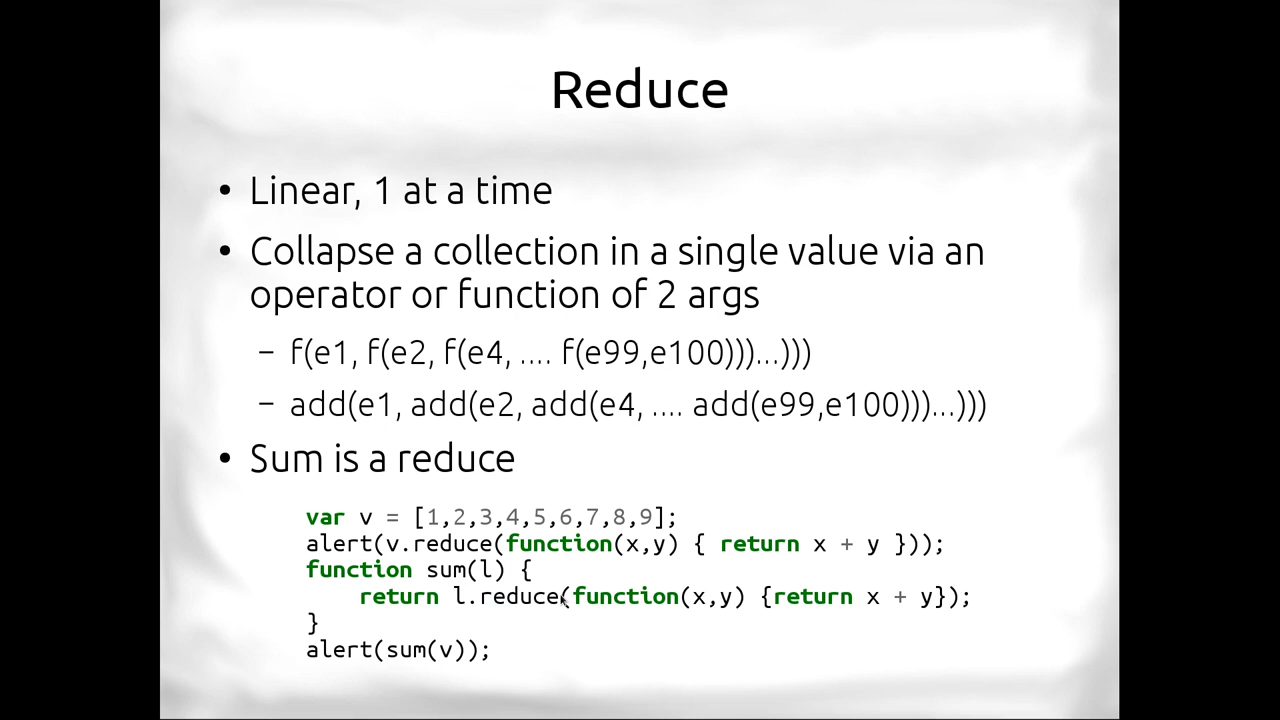 Reduce
• Linear, 1 at a time
• Collapse a collection in a single value via an
operator or function of 2 args
– f(e1, f(e2, f(e4, .... f(e99,e100)))...)))
– add(e1, add(e2, add(e4, .... add(e99,e100)))...)))
• Sum is a reduce
var v = [1,2,3,4,5,6,7,8,9];
alert(v.reduce(function(x,y) { return x + y }));
function sum(l) {
    return l.reduce(function(x,y) {return x + y});
}
alert(sum(v));